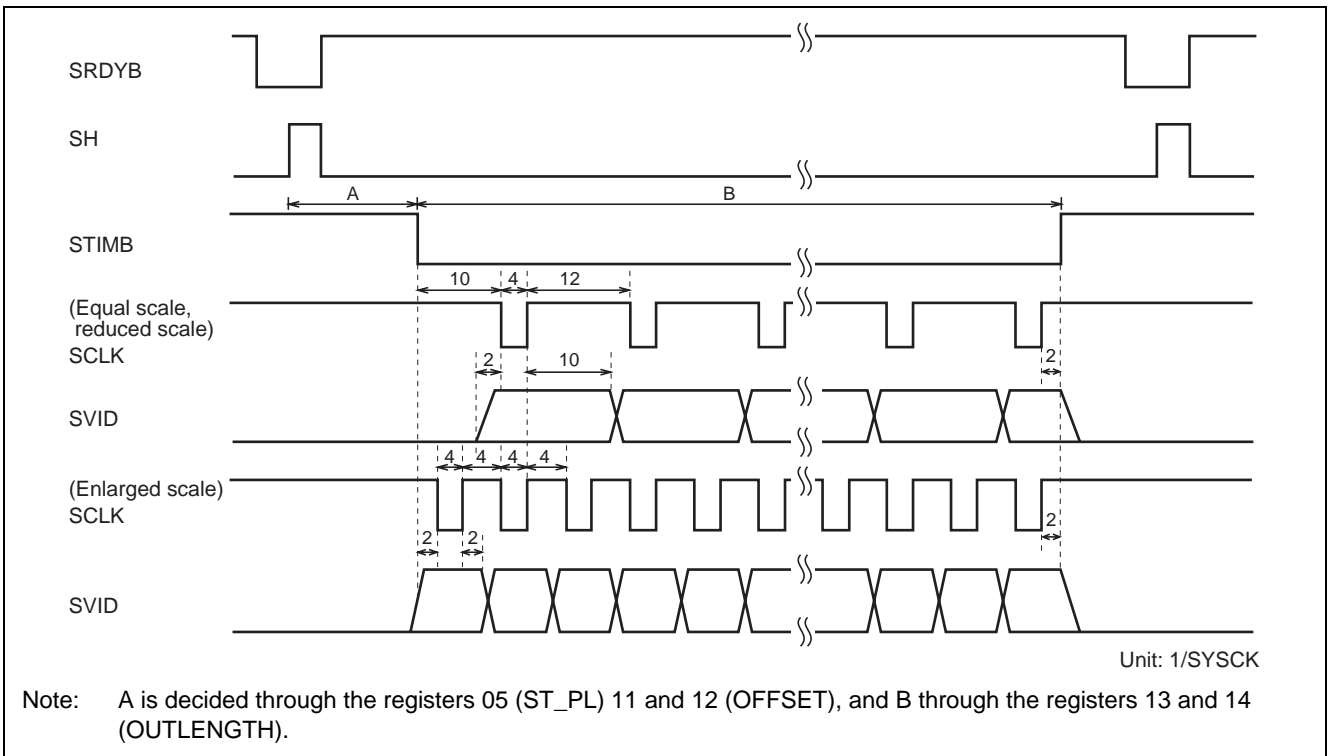 SRDYB
SH
A B
STIMB
10 4 12
(Equal scale,
reduced scale)
SCLK
2 10 2
SVID
4 4 4 4
(Enlarged scale)
SCLK
2
2 2
SVID
Unit: 1/SYSCK
Note: A is decided through the registers 05 (ST_PL) 11 and 12 (OFFSET), and B through the registers 13 and 14
(OUTLENGTH).